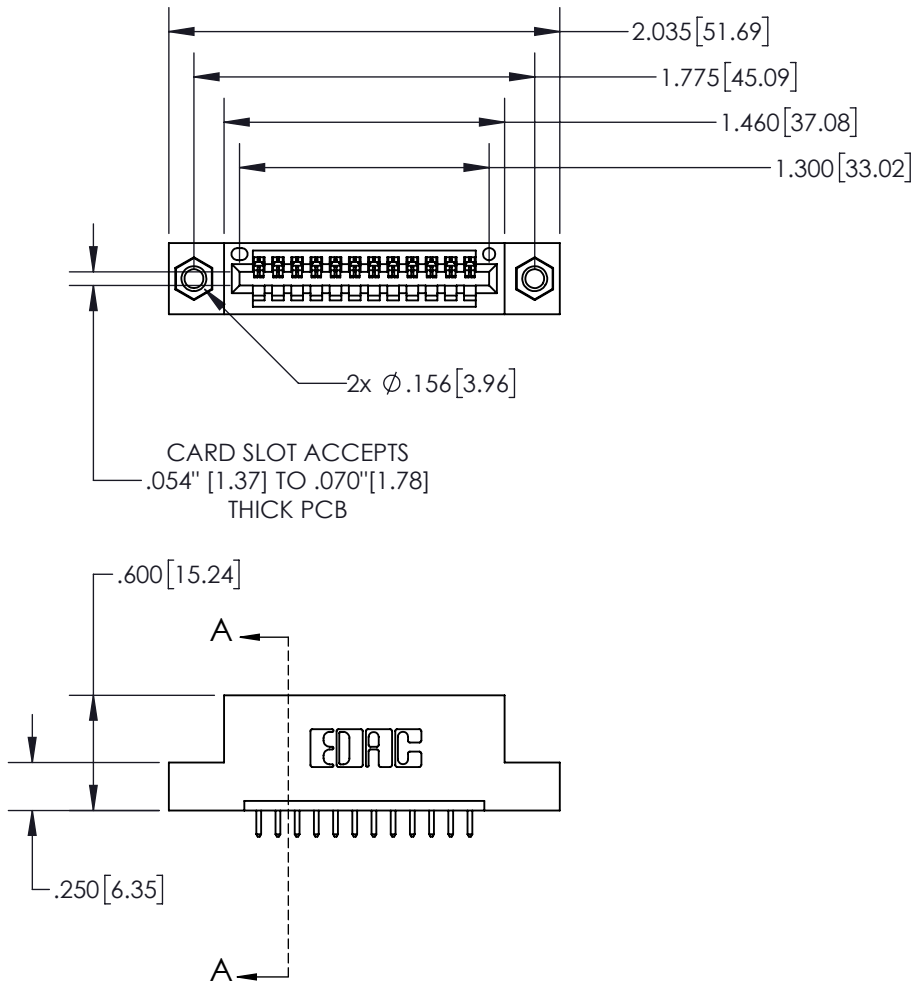 2.035[51.69]
1.775[45.09]
1.460[37.08]
1.300[33.02]
2x ∅.156[3.96]
CARD SLOT ACCEPTS
.054" [1.37] TO .070"[1.78]
THICK PCB
.600[15.24]
A
EDAC
.250[6.35]
A